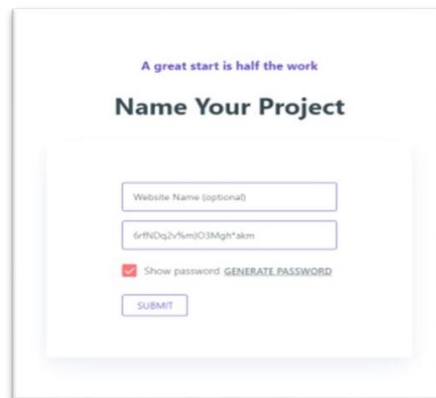 A great start is half the work
Name Your Project
Website Name (optional)
Show password GENERATE PASSWORD
SUBMIT